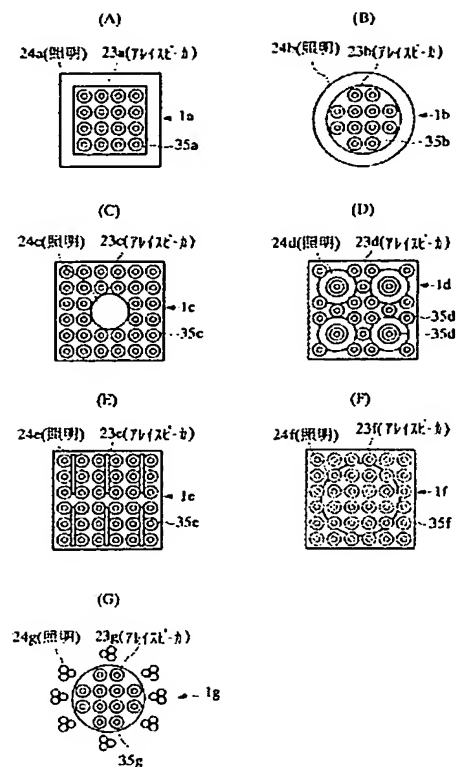 (A)
24a(照明) 23a(アレイスピーカ)
1a
35a
(B)
24b(照明) 23b(アレイスピーカ)
1b
35b
(C)
24c(照明) 23c(アレイスピーカ)
1c
35c
(D)
24d(照明) 23d(アレイスピーカ)
1d
35d
35d
(E)
24e(照明) 23e(アレイスピーカ)
1e
35e
(F)
24f(照明) 23f(アレイスピーカ)
1f
35f
(G)
24g(照明) 23g(アレイスピーカ)
1g
35g